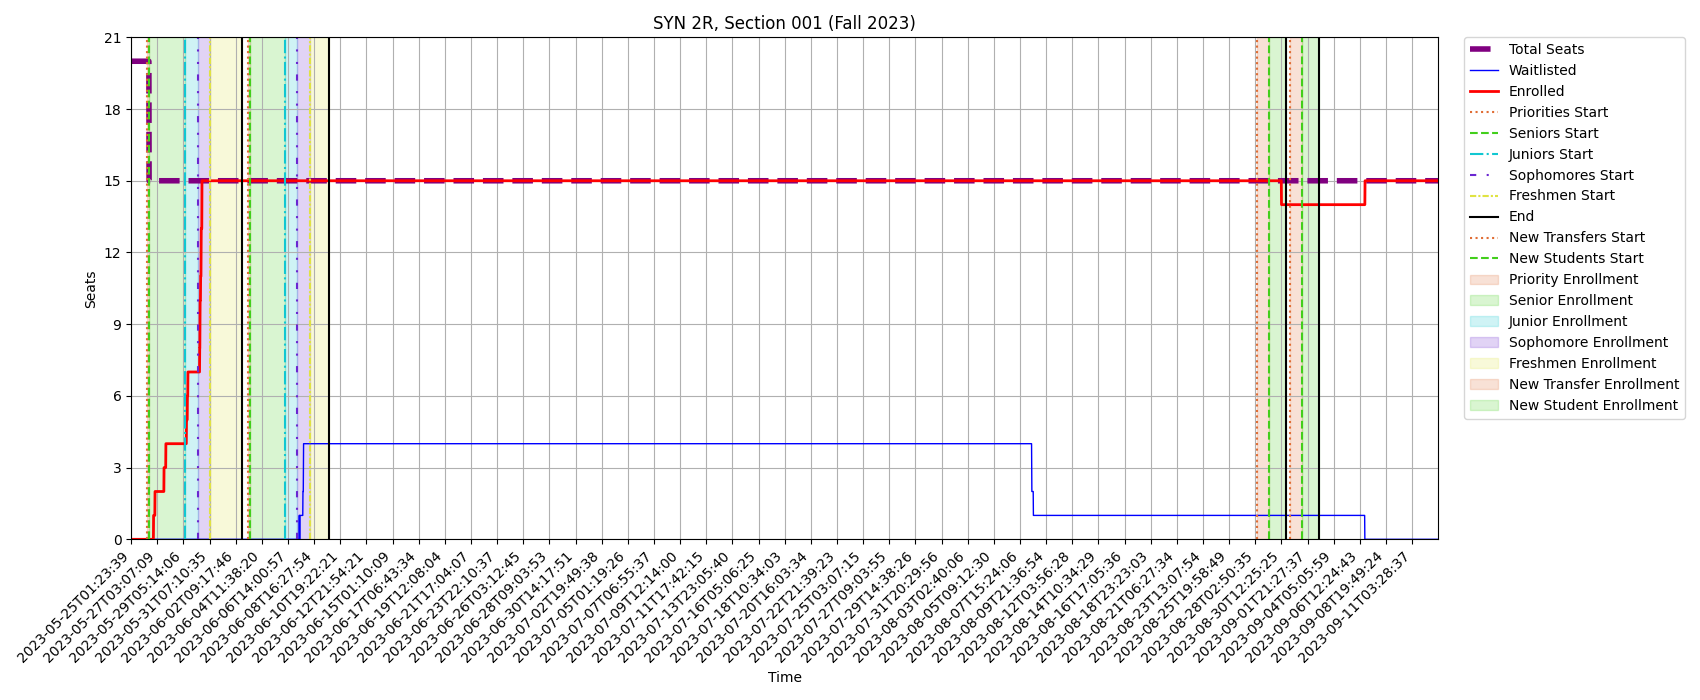 SYN 2R, Section 001 (Fall 2023)
21
18
15
12
9
6
3
0
Seats
2023-05-25T01:23:39
2023-05-27T03:07:09
2023-05-29T05:14:06
2023-05-31T07:10:35
2023-06-02T09:17:46
2023-06-04T11:38:20
2023-06-06T14:00:57
2023-06-08T16:27:54
2023-06-10T19:22:21
2023-06-12T21:54:21
2023-06-15T01:10:09
2023-06-17T06:43:34
2023-06-19T12:08:04
2023-06-21T17:04:07
2023-06-23T22:10:37
2023-06-26T03:12:45
2023-06-28T09:03:53
2023-06-30T14:17:51
2023-07-02T19:49:38
2023-07-05T01:19:26
2023-07-07T06:55:37
2023-07-09T12:14:00
2023-07-11T17:42:15
2023-07-13T23:05:40
2023-07-16T05:06:25
2023-07-18T10:34:03
2023-07-20T16:03:34
2023-07-22T21:39:23
2023-07-25T03:07:15
2023-07-27T09:03:55
2023-07-29T14:38:26
2023-07-31T20:29:56
2023-08-03T02:40:06
2023-08-05T09:12:30
2023-08-07T15:24:06
2023-08-09T21:36:54
2023-08-12T03:56:28
2023-08-14T10:34:29
2023-08-16T17:05:36
2023-08-18T23:23:03
2023-08-21T06:27:34
2023-08-23T13:07:54
2023-08-25T19:58:49
2023-08-28T02:50:35
2023-08-30T12:25:25
2023-09-01T21:27:37
2023-09-04T05:05:59
2023-09-06T12:24:43
2023-09-08T19:49:24
2023-09-11T03:28:37
Time
Total Seats
Waitlisted
Enrolled
Priorities Start
Seniors Start
Juniors Start
Sophomores Start
Freshmen Start
End
New Transfers Start
New Students Start
Priority Enrollment
Senior Enrollment
Junior Enrollment
Sophomore Enrollment
Freshmen Enrollment
New Transfer Enrollment
New Student Enrollment